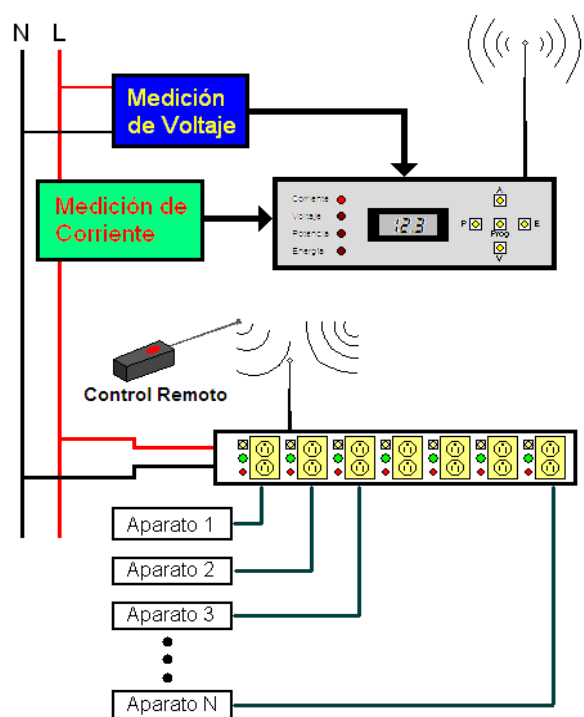 N L
Medición
de Voltaje
Medición de
Corriente
Corriente
Voltaje
Potencia
Energía
123
A
P
E
Prog
V
Control Remoto
Aparato 1
Aparato 2
Aparato 3
Aparato N